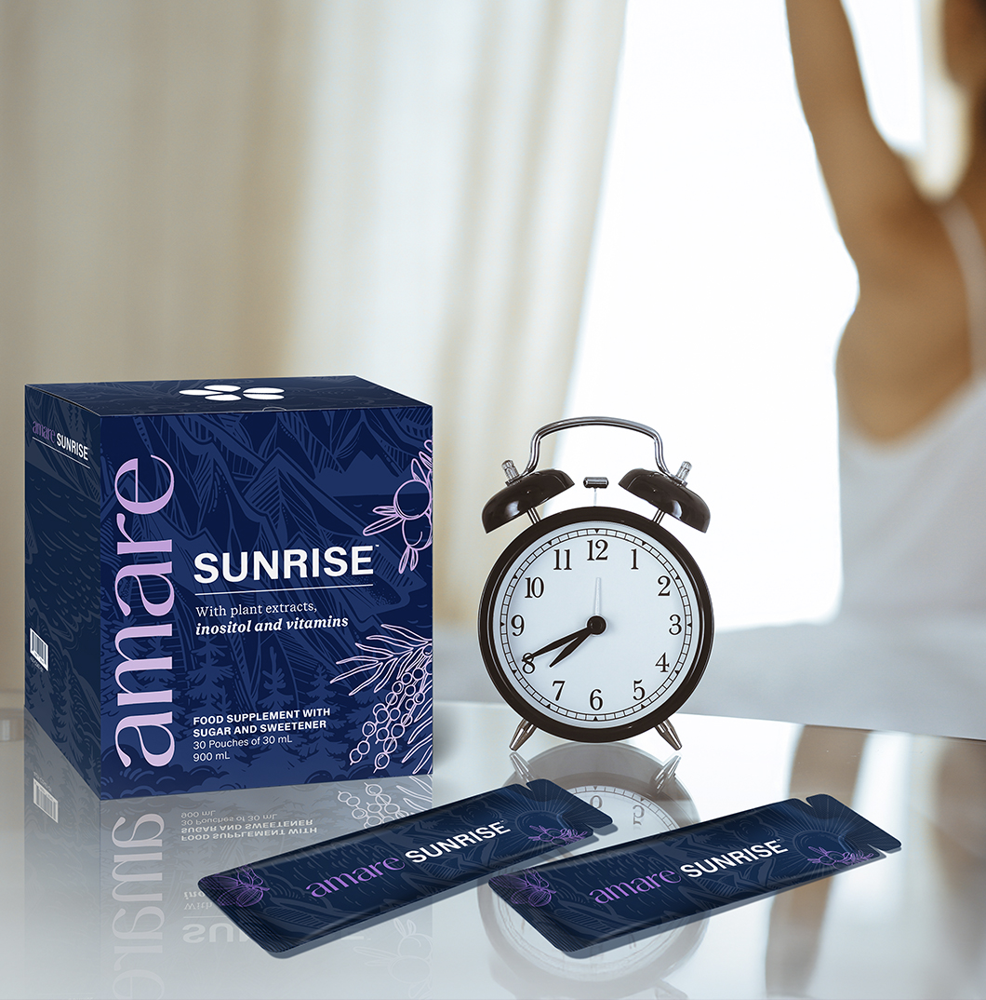 amare SUNRISE
amare
SUNRISE™
With plant extracts,
inositol and vitamins
FOOD SUPPLEMENT WITH
SUGAR AND SWEETENER
30 Pouches of 30 mL
900 mL
12
1
2
3
4
5
6
7
8
9
10
11
amare SUNRISE™
amare SUNRISE™